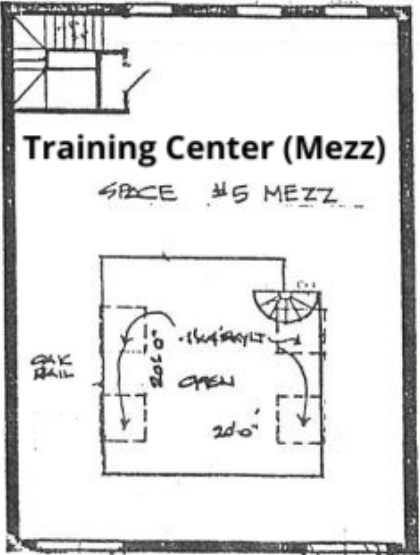 Training Center (Mezz)
SPACE #5 MEZZ
OAK
RAIL
20'0"
OPEN
20'0"